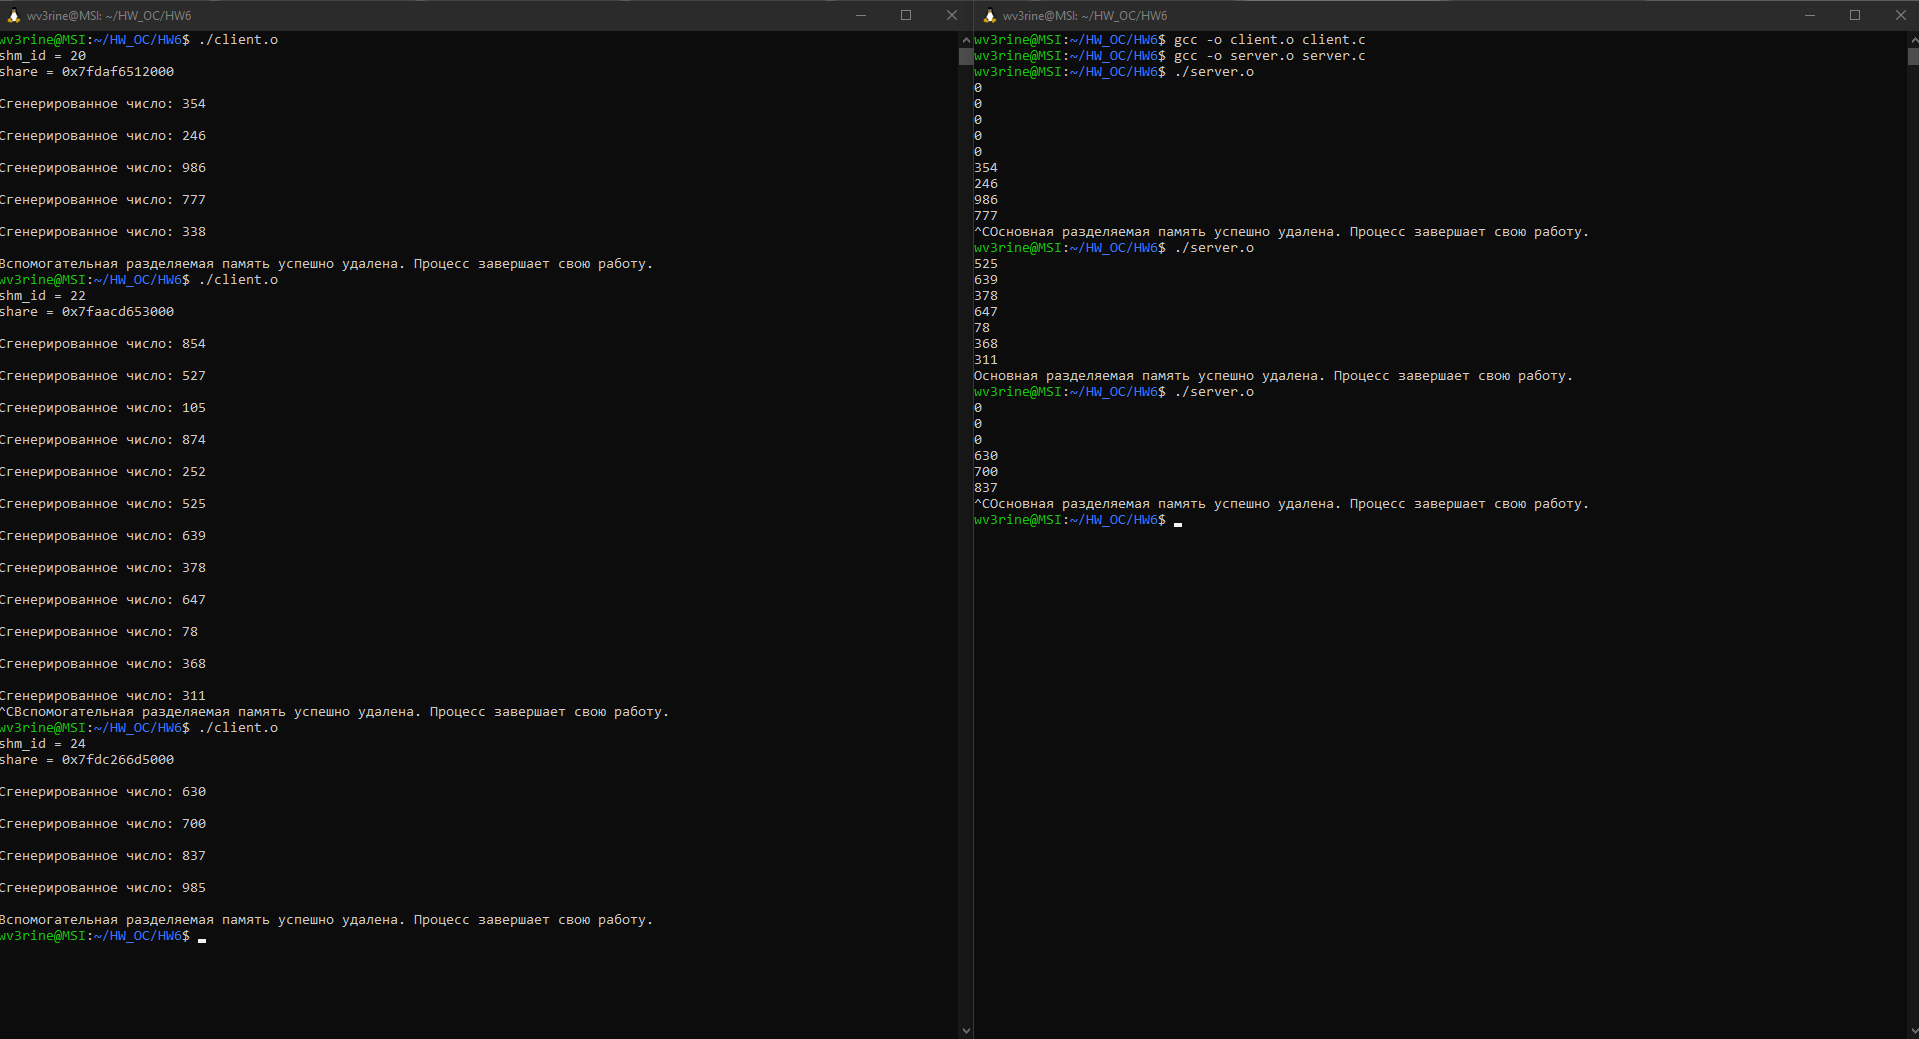 wv3rine@MSI: ~/HW_OC/HW6
wv3rine@MSI:~/HW_OC/HW6$ ./client.o
shm_id = 20
share = 0x7fdaf6512000
Сгенерированное число: 354
Сгенерированное число: 246
Сгенерированное число: 986
Сгенерированное число: 777
Сгенерированное число: 338
Вспомогательная разделяемая память успешно удалена. Процесс завершает свою работу.
wv3rine@MSI:~/HW_OC/HW6$ ./client.o
shm_id = 22
share = 0x7faacd653000
Сгенерированное число: 854
Сгенерированное число: 527
Сгенерированное число: 105
Сгенерированное число: 874
Сгенерированное число: 252
Сгенерированное число: 525
Сгенерированное число: 639
Сгенерированное число: 378
Сгенерированное число: 647
Сгенерированное число: 78
Сгенерированное число: 368
Сгенерированное число: 311
^CВспомогательная разделяемая память успешно удалена. Процесс завершает свою работу.
wv3rine@MSI:~/HW_OC/HW6$ ./client.o
shm_id = 24
share = 0x7fdc266d5000
Сгенерированное число: 630
Сгенерированное число: 700
Сгенерированное число: 837
Сгенерированное число: 985
Вспомогательная разделяемая память успешно удалена. Процесс завершает свою работу.
wv3rine@MSI:~/HW_OC/HW6$
wv3rine@MSI: ~/HW_OC/HW6
wv3rine@MSI:~/HW_OC/HW6$ gcc -o client.o client.c
wv3rine@MSI:~/HW_OC/HW6$ gcc -o server.o server.c
wv3rine@MSI:~/HW_OC/HW6$ ./server.o
0
0
0
0
0
354
246
986
777
^CОсновная разделяемая память успешно удалена. Процесс завершает свою работу.
wv3rine@MSI:~/HW_OC/HW6$ ./server.o
525
639
378
647
78
368
311
Основная разделяемая память успешно удалена. Процесс завершает свою работу.
wv3rine@MSI:~/HW_OC/HW6$ ./server.o
0
0
0
630
700
837
^CОсновная разделяемая память успешно удалена. Процесс завершает свою работу.
wv3rine@MSI:~/HW_OC/HW6$